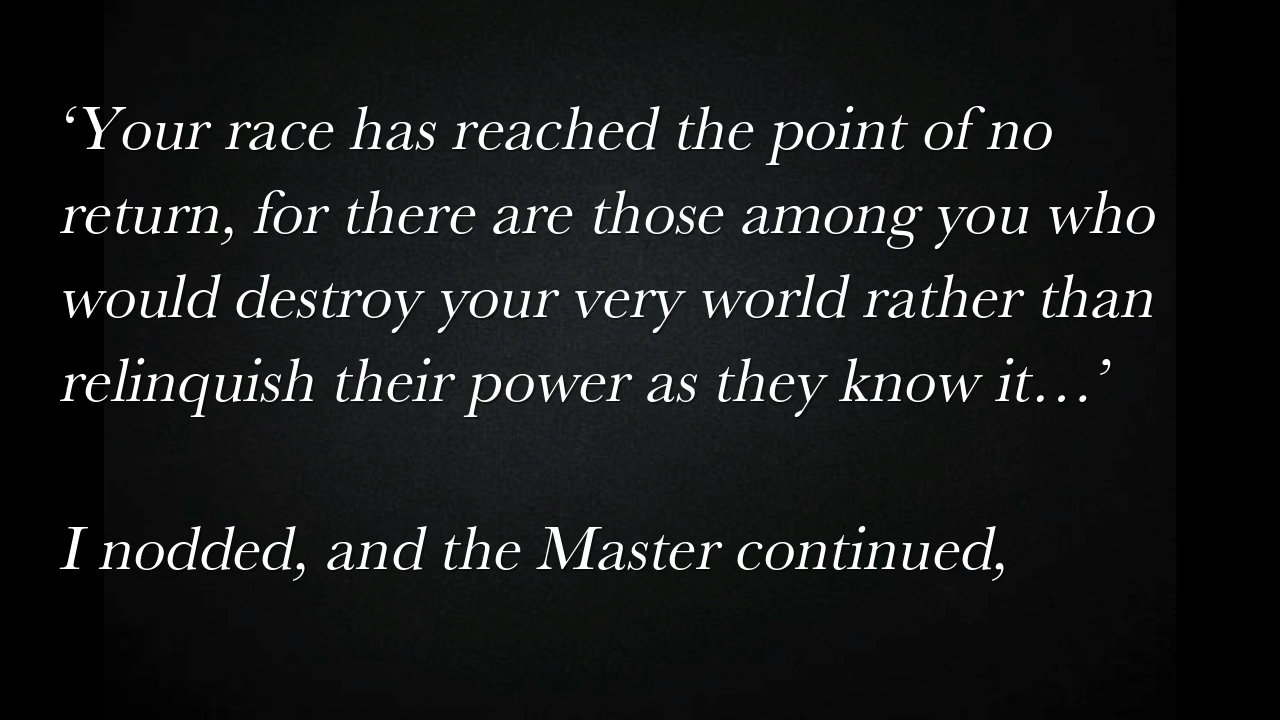 ‘Your race has reached the point of no
return, for there are those among you who
would destroy your very world rather than
relinquish their power as they know it…’
I nodded, and the Master continued,